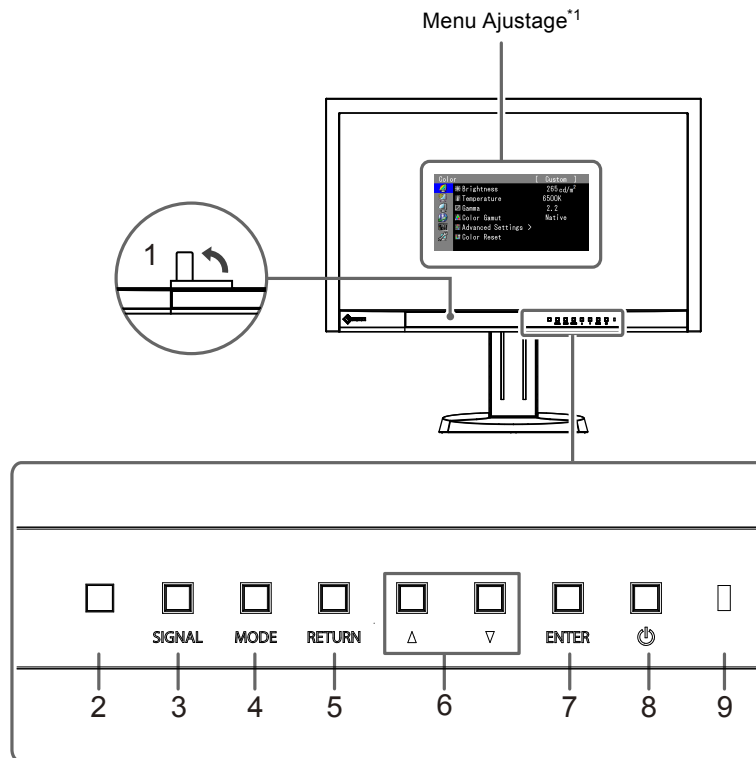 Menu Ajustage*1
Color [ Custom ]
Brightness 265 cd/m²
Temperature 6500K
Gamma 2.2
Color Gamut Native
Advanced Settings >
Color Reset
1
SIGNAL MODE RETURN △ ▽ ENTER
2 3 4 5 6 7 8 9